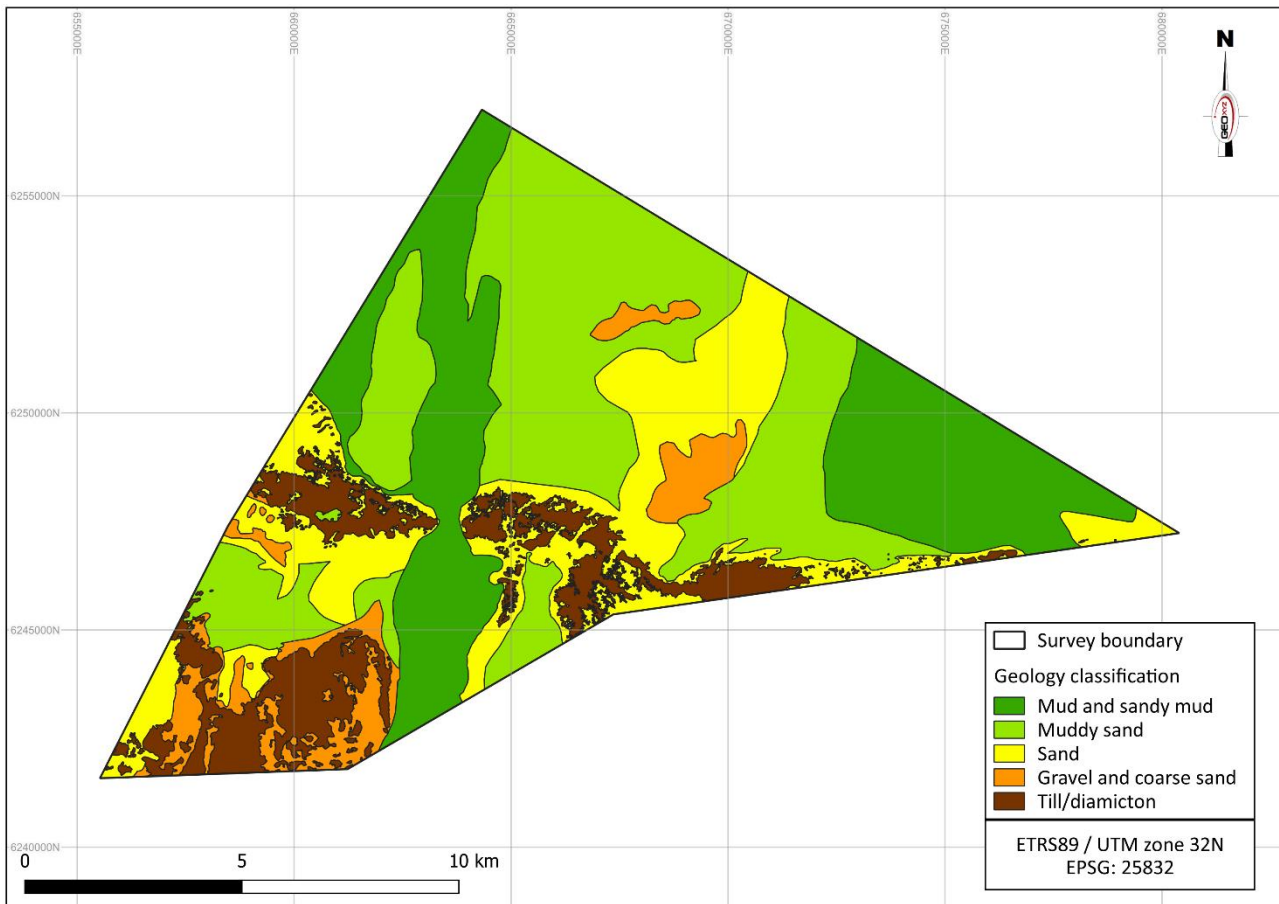 655000E
660000E
665000E
670000E
675000E
680000E
N
GEOXYZ
6255000N
6250000N
6245000N
6240000N
Survey boundary
Geology classification
Mud and sandy mud
Muddy sand
Sand
Gravel and coarse sand
Till/diamicton
ETRS89 / UTM zone 32N
EPSG: 25832
0 5 10 km